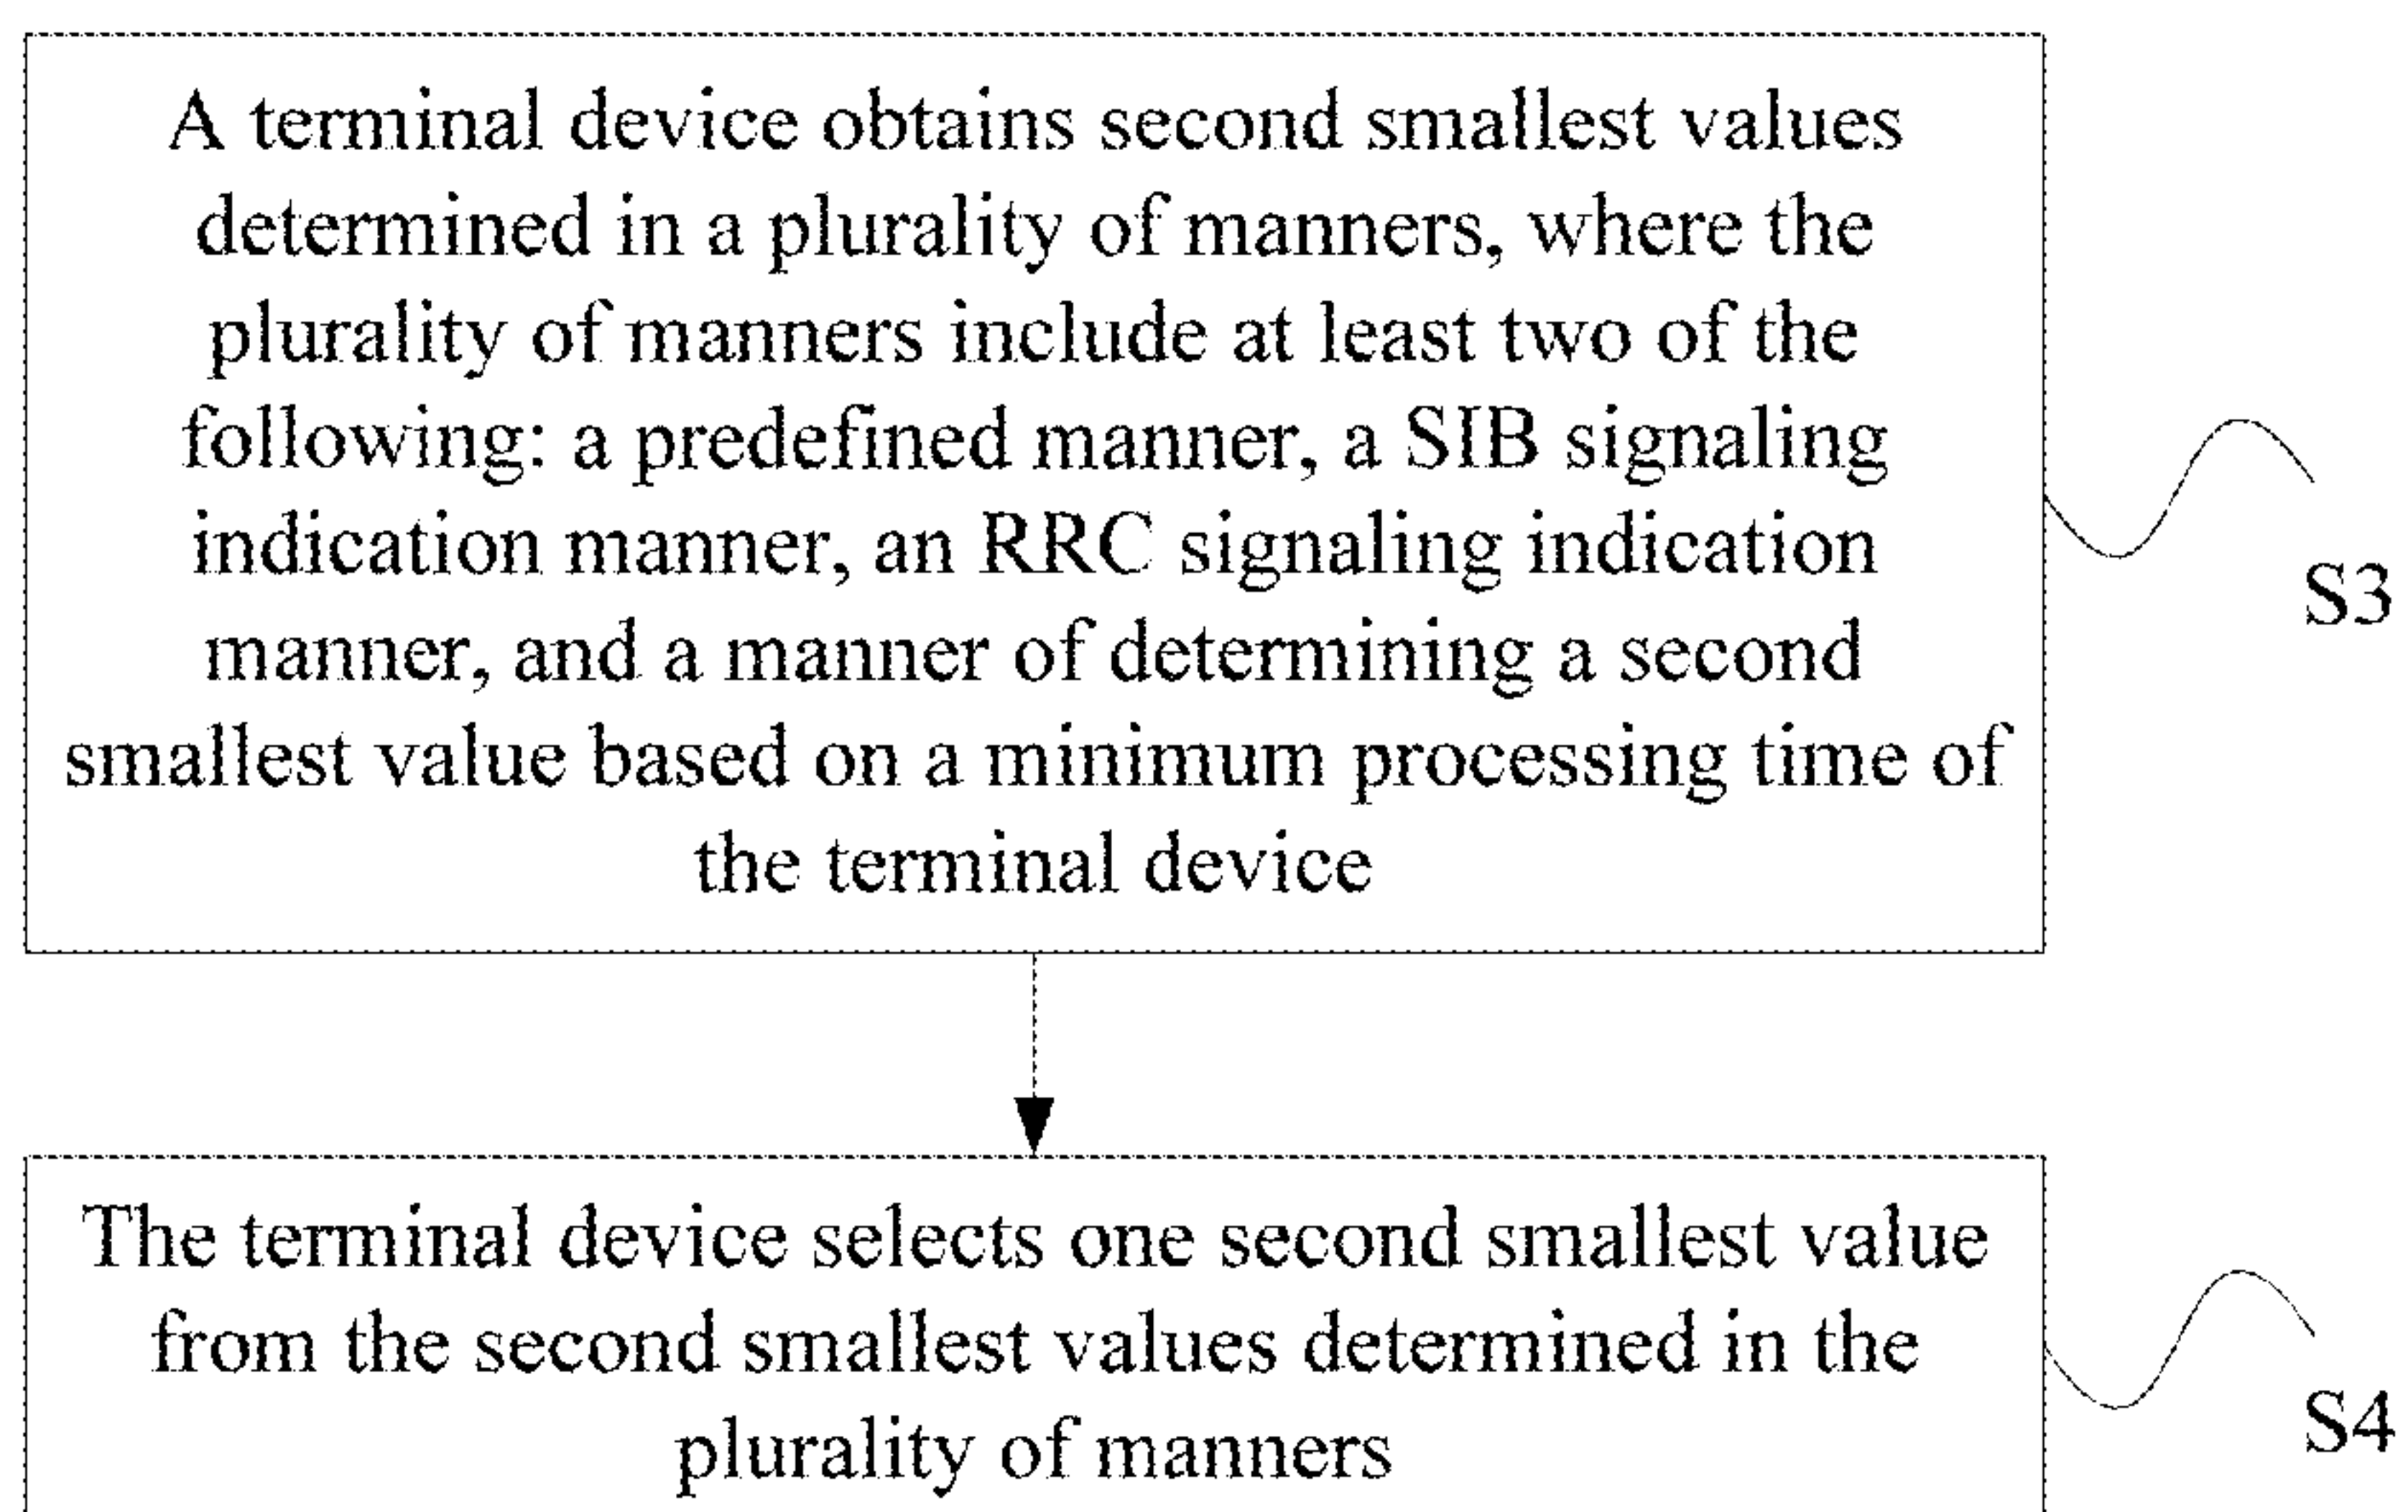 A terminal device obtains second smallest values
determined in a plurality of manners, where the
plurality of manners include at least two of the
following: a predefined manner, a SIB signaling
indication manner, an RRC signaling indication
manner, and a manner of determining a second
smallest value based on a minimum processing time of
the terminal device
S3
The terminal device selects one second smallest value
from the second smallest values determined in the
plurality of manners
S4